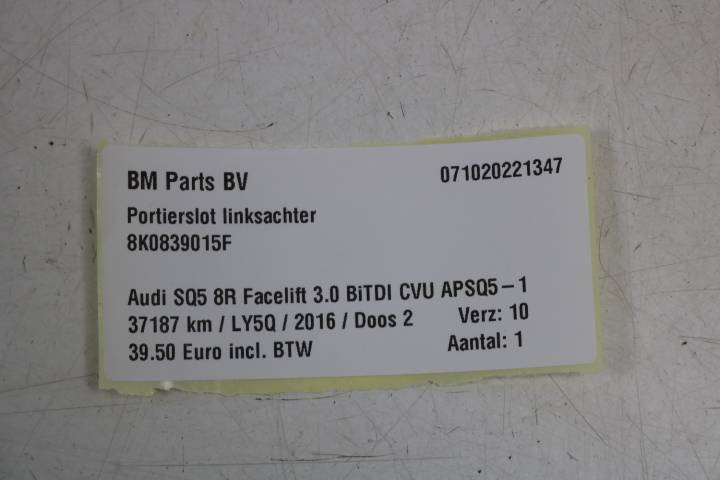 BM Parts BV 071020221347
Portierslot linksachter
8K0839015F
Audi SQ5 8R Facelift 3.0 BiTDI CVU APSQ5-1
37187 km / LY5Q / 2016 / Doos 2 Verz: 10
39.50 Euro incl. BTW Aantal: 1